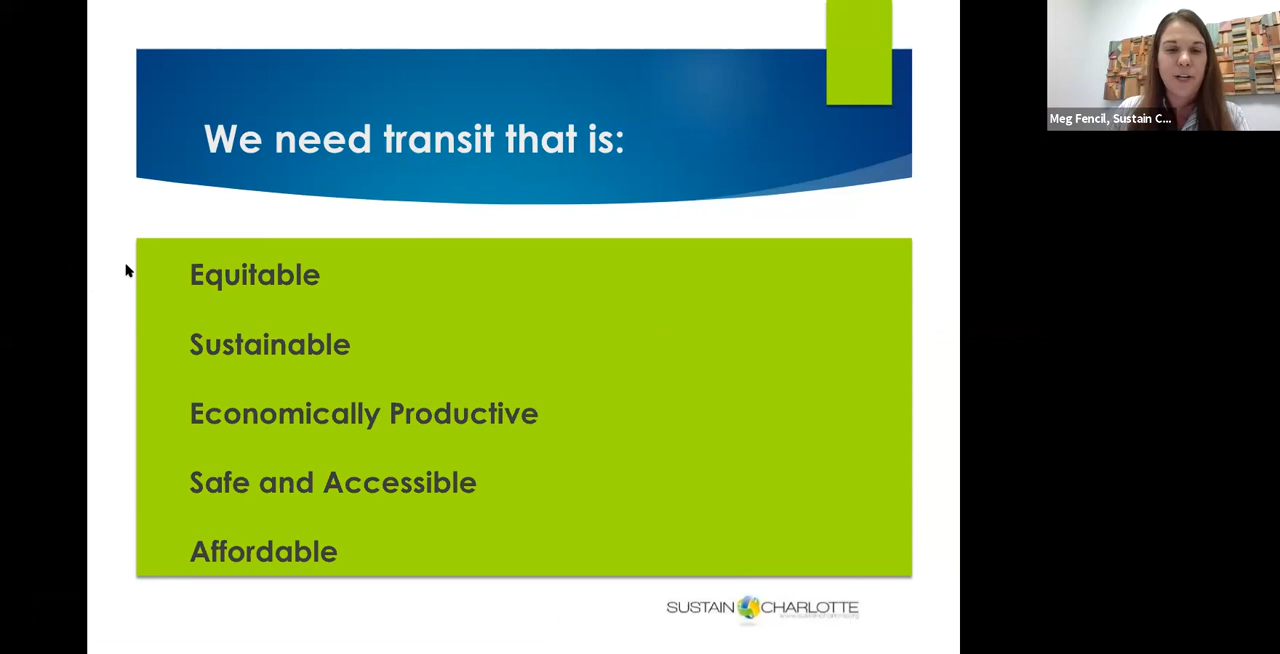 We need transit that is:
Meg Fencil, Sustain C...
Equitable
Sustainable
Economically Productive
Safe and Accessible
Affordable
SUSTAIN CHARLOTTE